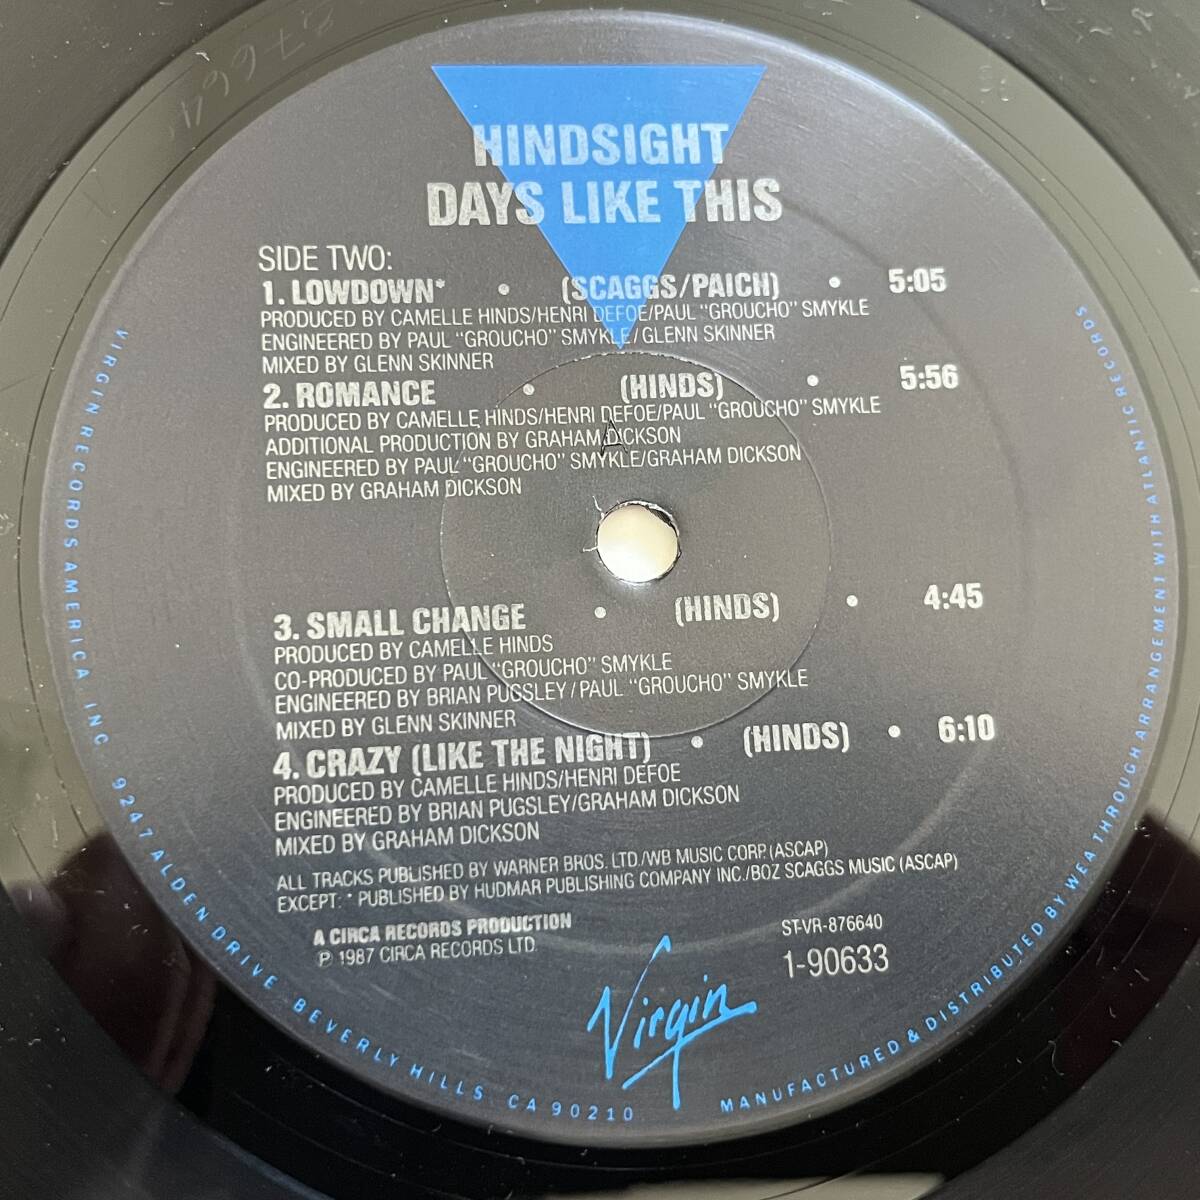 HINDSIGHT
DAYS LIKE THIS
SIDE TWO:
1. LOWDOWN* • (SCAGGS/PAICH) • 5:05
PRODUCED BY CAMELLE HINDS/HENRI DEFOE/PAUL "GROUCHO" SMYKLE
ENGINEERED BY PAUL "GROUCHO" SMYKLE/GLENN SKINNER
MIXED BY GLENN SKINNER
2. ROMANCE • (HINDS) • 5:56
PRODUCED BY CAMELLE HINDS/HENRI DEFOE/PAUL "GROUCHO" SMYKLE
ADDITIONAL PRODUCTION BY GRAHAM DICKSON
ENGINEERED BY PAUL "GROUCHO" SMYKLE/GRAHAM DICKSON
MIXED BY GRAHAM DICKSON
A
3. SMALL CHANGE • (HINDS) • 4:45
PRODUCED BY CAMELLE HINDS
CO-PRODUCED BY PAUL "GROUCHO" SMYKLE
ENGINEERED BY BRIAN PUGSLEY/PAUL "GROUCHO" SMYKLE
MIXED BY GLENN SKINNER
4. CRAZY (LIKE THE NIGHT) • (HINDS) • 6:10
PRODUCED BY CAMELLE HINDS/HENRI DEFOE
ENGINEERED BY BRIAN PUGSLEY/GRAHAM DICKSON
MIXED BY GRAHAM DICKSON
ALL TRACKS PUBLISHED BY WARNER BROS. LTD./WB MUSIC CORP. (ASCAP)
EXCEPT: * PUBLISHED BY HUDMAR PUBLISHING COMPANY INC./BOZ SCAGGS MUSIC (ASCAP)
A CIRCA RECORDS PRODUCTION
℗ 1987 CIRCA RECORDS LTD.
ST-VR-876640
1-90633
Virgin
VIRGIN RECORDS AMERICA, INC. 9247 ALDEN DRIVE BEVERLY HILLS CA 90210
MANUFACTURED & DISTRIBUTED BY WEA THROUGH ARRANGEMENT WITH ATLANTIC RECORDS